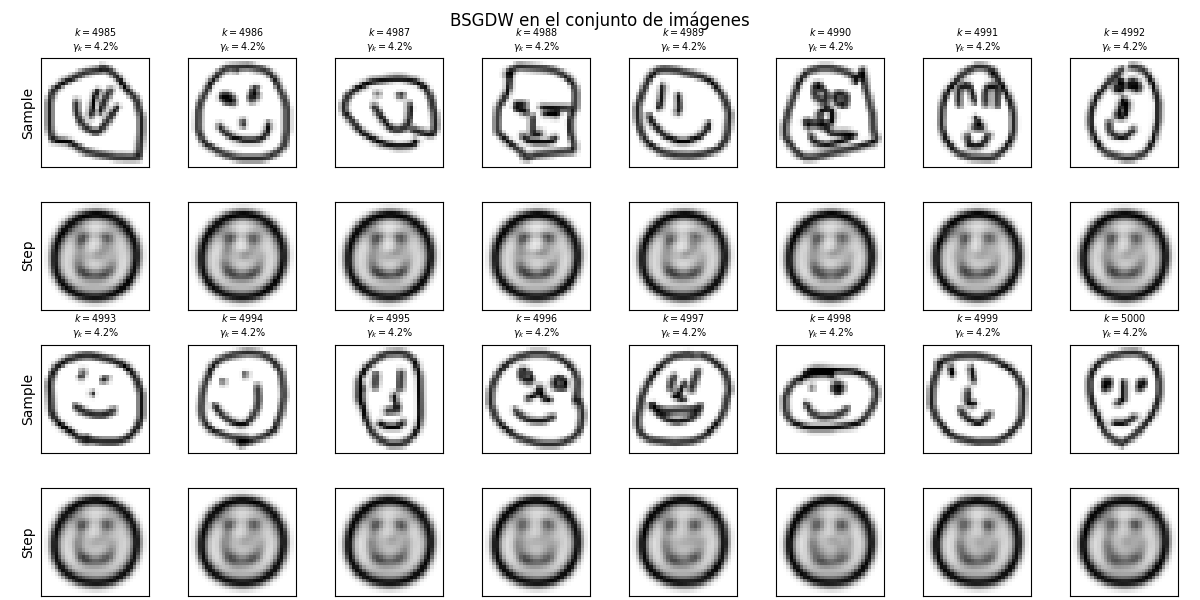 BSGDW en el conjunto de imágenes
k = 4985 k = 4986 k = 4987 k = 4988 k = 4989 k = 4990 k = 4991 k = 4992
γk = 4.2% γk = 4.2% γk = 4.2% γk = 4.2% γk = 4.2% γk = 4.2% γk = 4.2% γk = 4.2%
Sample
Step
k = 4993 k = 4994 k = 4995 k = 4996 k = 4997 k = 4998 k = 4999 k = 5000
γk = 4.2% γk = 4.2% γk = 4.2% γk = 4.2% γk = 4.2% γk = 4.2% γk = 4.2% γk = 4.2%
Sample
Step